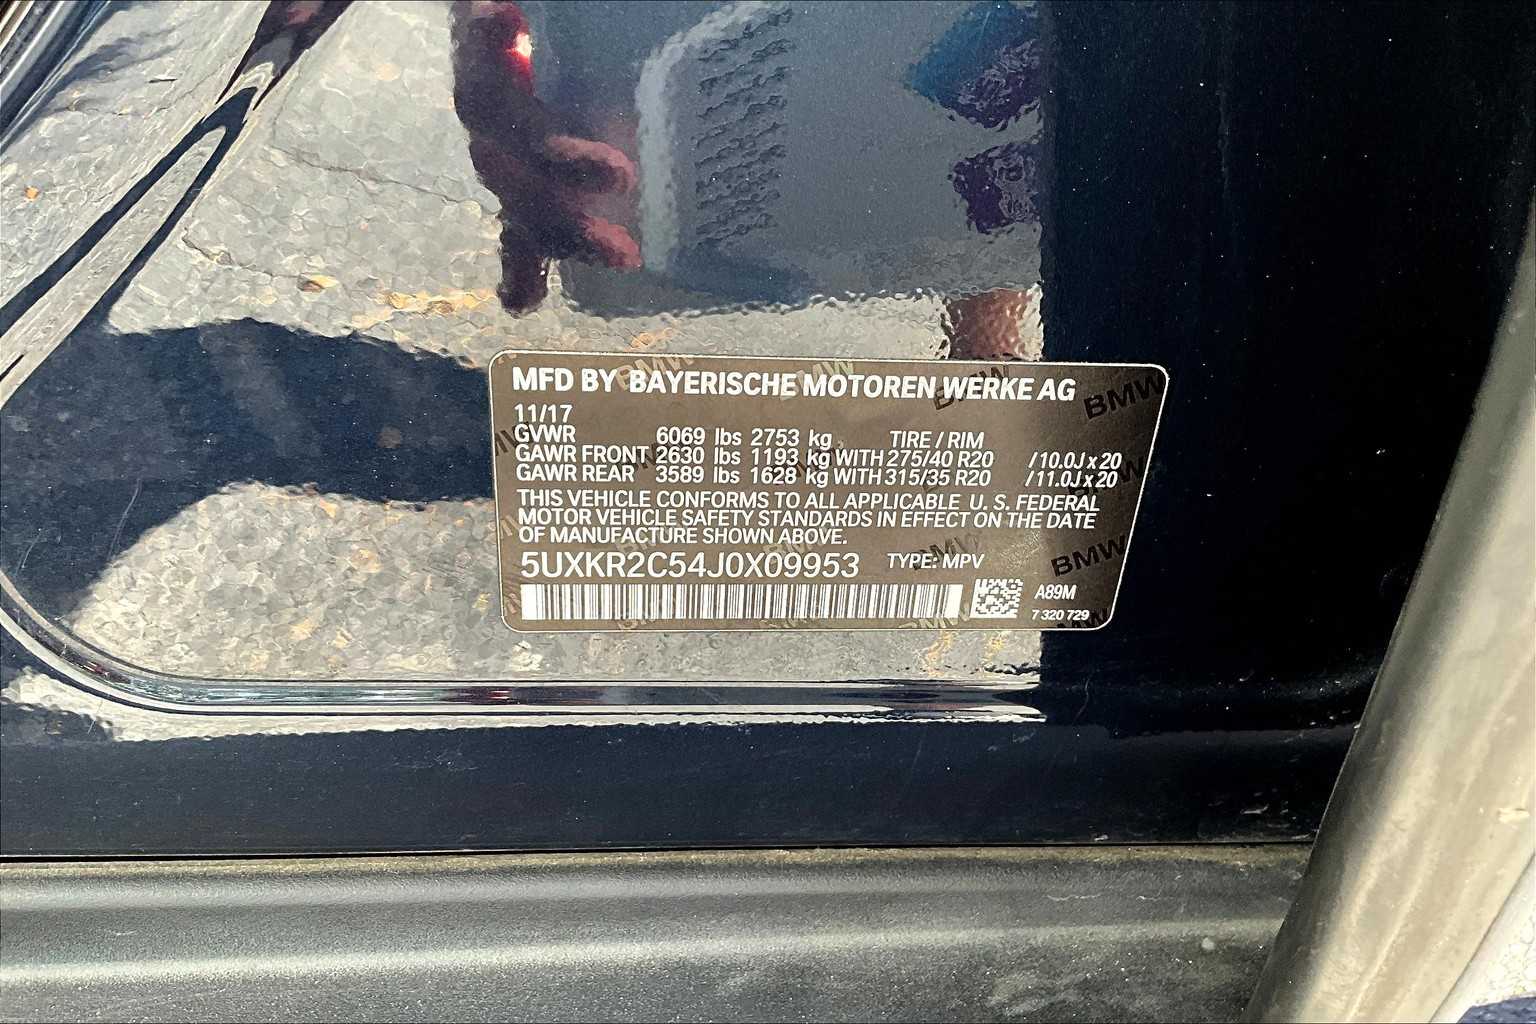 MFD BY BAYERISCHE MOTOREN WERKE AG
11/17
GVWR 6069 lbs 2753 kg TIRE / RIM
GAWR FRONT 2630 lbs 1193 kg WITH 275/40 R20 /10.0J x 20
GAWR REAR 3589 lbs 1628 kg WITH 315/35 R20 /11.0J x 20
THIS VEHICLE CONFORMS TO ALL APPLICABLE U. S. FEDERAL
MOTOR VEHICLE SAFETY STANDARDS IN EFFECT ON THE DATE
OF MANUFACTURE SHOWN ABOVE.
5UXKR2C54J0X09953 TYPE: MPV
A89M
7 320 729
BMW
BMW